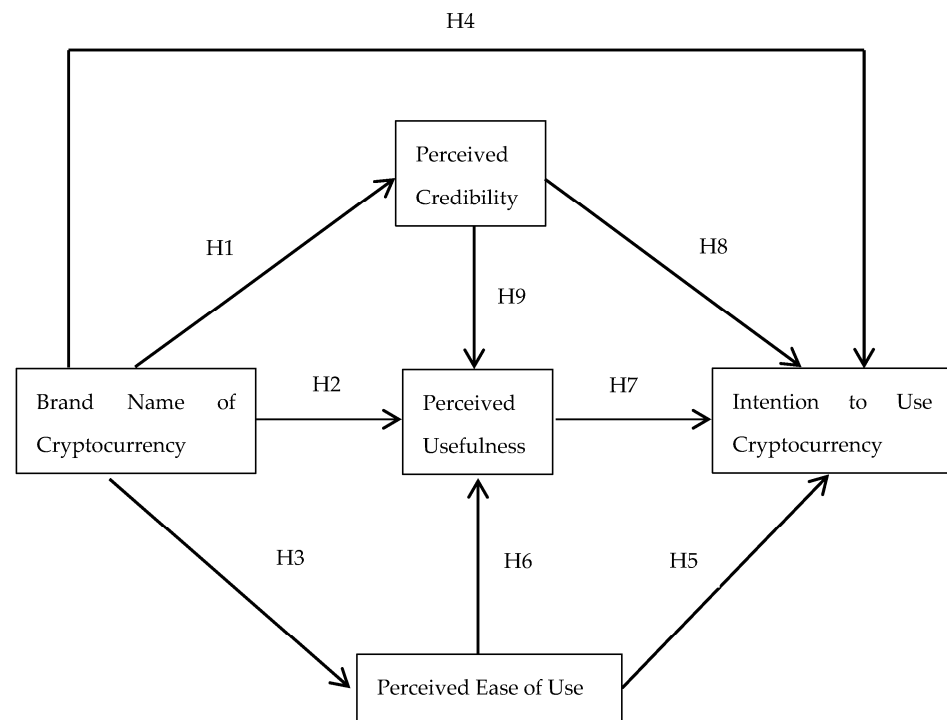 H4
Perceived
Credibility
H1
H8
H9
Brand Name of
Cryptocurrency
H2
Perceived
Usefulness
H7
Intention to Use
Cryptocurrency
H3
H6
H5
Perceived Ease of Use